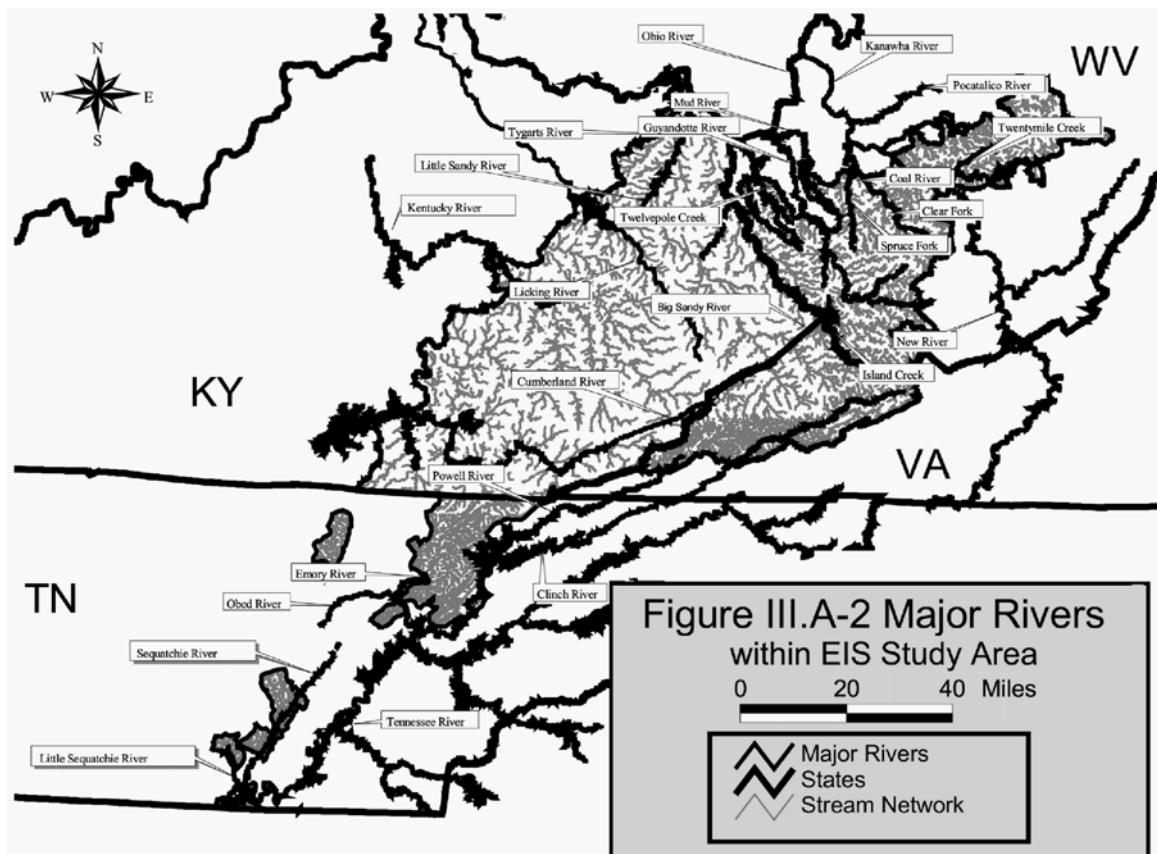 Ohio River
Kanawha River
WV
N
W
E
S
Pocatalico River
Mud River
Twentymile Creek
Tygarts River
Guyandotte River
Little Sandy River
Coal River
Kentucky River
Twelvepole Creek
Clear Fork
Spruce Fork
Licking River
Big Sandy River
New River
Island Creek
Cumberland River
KY
VA
Powell River
Emory River
TN
Obed River
Clinch River
Sequatchie River
Tennessee River
Little Sequatchie River
Figure III.A-2 Major Rivers
within EIS Study Area
0 20 40 Miles
Major Rivers
States
Stream Network